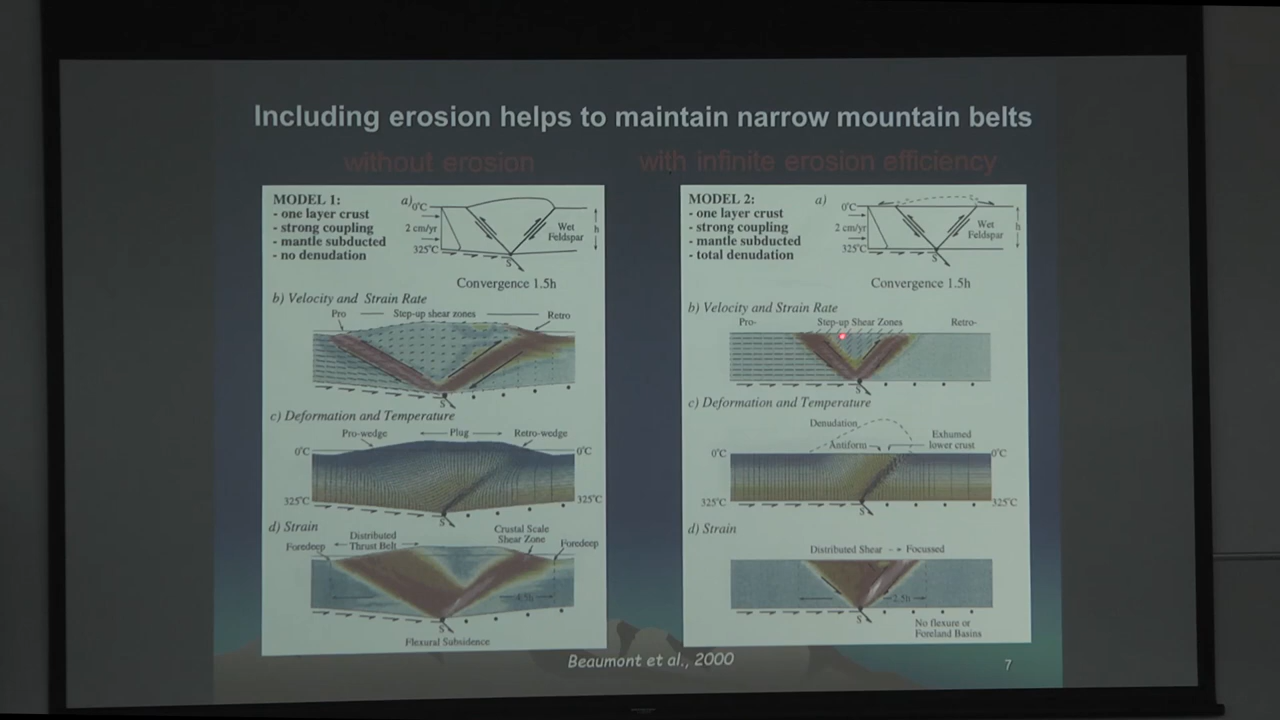 Including erosion helps to maintain narrow mountain belts
without erosion
with infinite erosion efficiency
MODEL 1:
- one layer crust
- strong coupling
- mantle subducted
- no denudation
a)
0°C
2 cm/yr
325°C
Wet
Feldspar
h
S
Convergence 1.5h
b) Velocity and Strain Rate
Pro
Step-up shear zones
Retro
S
c) Deformation and Temperature
Pro-wedge
Plug
Retro-wedge
0°C
0°C
325°C
325°C
S
d) Strain
Foredeep
Distributed
Thrust Belt
Crustal Scale
Shear Zone
Foredeep
4.5h
S
Flexural Subsidence
MODEL 2:
- one layer crust
- strong coupling
- mantle subducted
- total denudation
a)
0°C
2 cm/yr
325°C
Wet
Feldspar
h
S
Convergence 1.5h
b) Velocity and Strain Rate
Pro-
Step-up Shear Zones
Retro-
S
c) Deformation and Temperature
Denudation
Antiform
Exhumed
lower crust
0°C
0°C
325°C
325°C
S
d) Strain
Distributed Shear
Focussed
2.5h
S
No flexure or
Foreland Basins
Beaumont et al., 2000
7